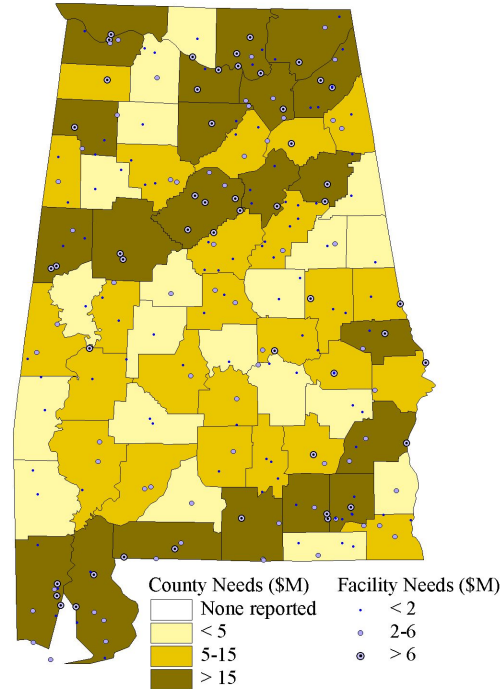 County Needs ($M) Facility Needs ($M)
None reported < 2
< 5 2-6
5-15 > 6
> 15